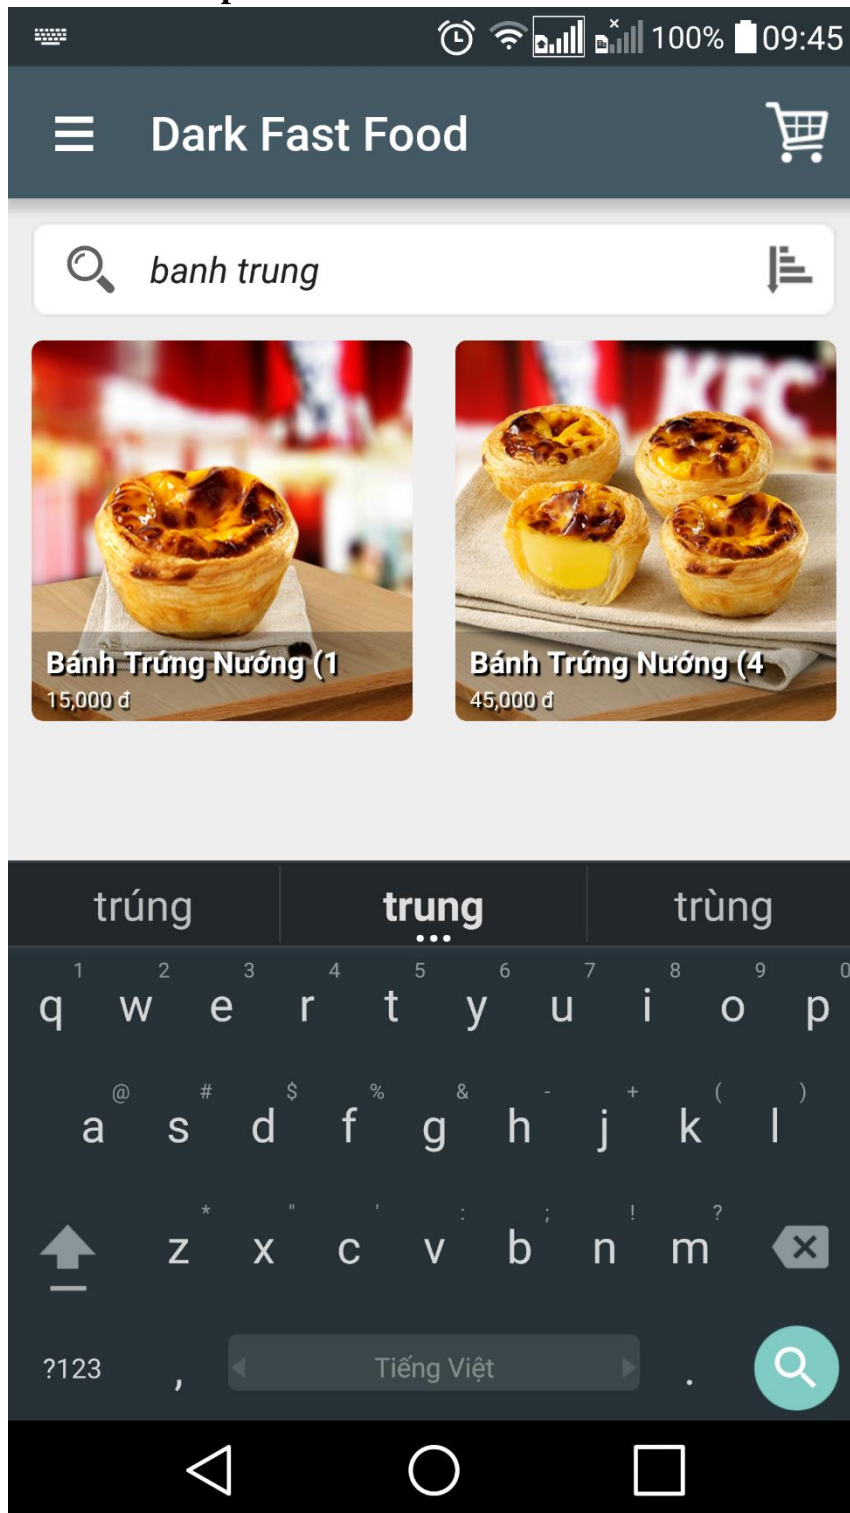 100% 09:45
Dark Fast Food
banh trung
KFC
Bánh Trứng Nướng (1
15,000 đ
Bánh Trứng Nướng (4
45,000 đ
trúng trung trùng
1 2 3 4 5 6 7 8 9 0
q w e r t y u i o p
@ # $ % & - + ( )
a s d f g h j k l
* " ' : ; ! ?
z x c v b n m
?123 , Tiếng Việt .